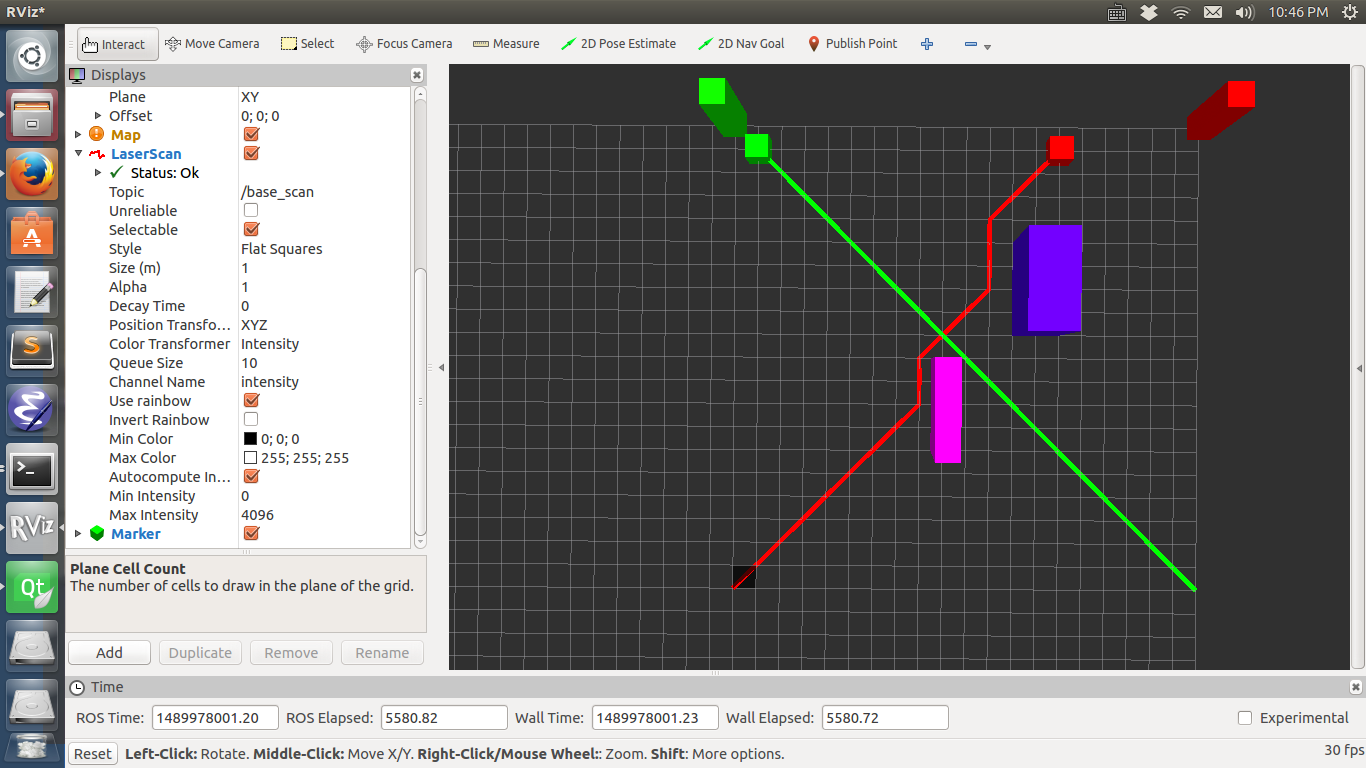 RViz*
10:46 PM
Interact Move Camera Select Focus Camera Measure 2D Pose Estimate 2D Nav Goal Publish Point
Displays
Plane XY
Offset 0; 0; 0
Map
LaserScan
Status: Ok
Topic /base_scan
Unreliable
Selectable
Style Flat Squares
Size (m) 1
Alpha 1
Decay Time 0
Position Transfo... XYZ
Color Transformer Intensity
Queue Size 10
Channel Name intensity
Use rainbow
Invert Rainbow
Min Color 0; 0; 0
Max Color 255; 255; 255
Autocompute In...
Min Intensity 0
Max Intensity 4096
Marker
Plane Cell Count
The number of cells to draw in the plane of the grid.
Add Duplicate Remove Rename
Time
ROS Time: 1489978001.20 ROS Elapsed: 5580.82 Wall Time: 1489978001.23 Wall Elapsed: 5580.72 Experimental
Reset Left-Click: Rotate. Middle-Click: Move X/Y. Right-Click/Mouse Wheel:: Zoom. Shift: More options. 30 fps
A
S
>_
RViz
Qt